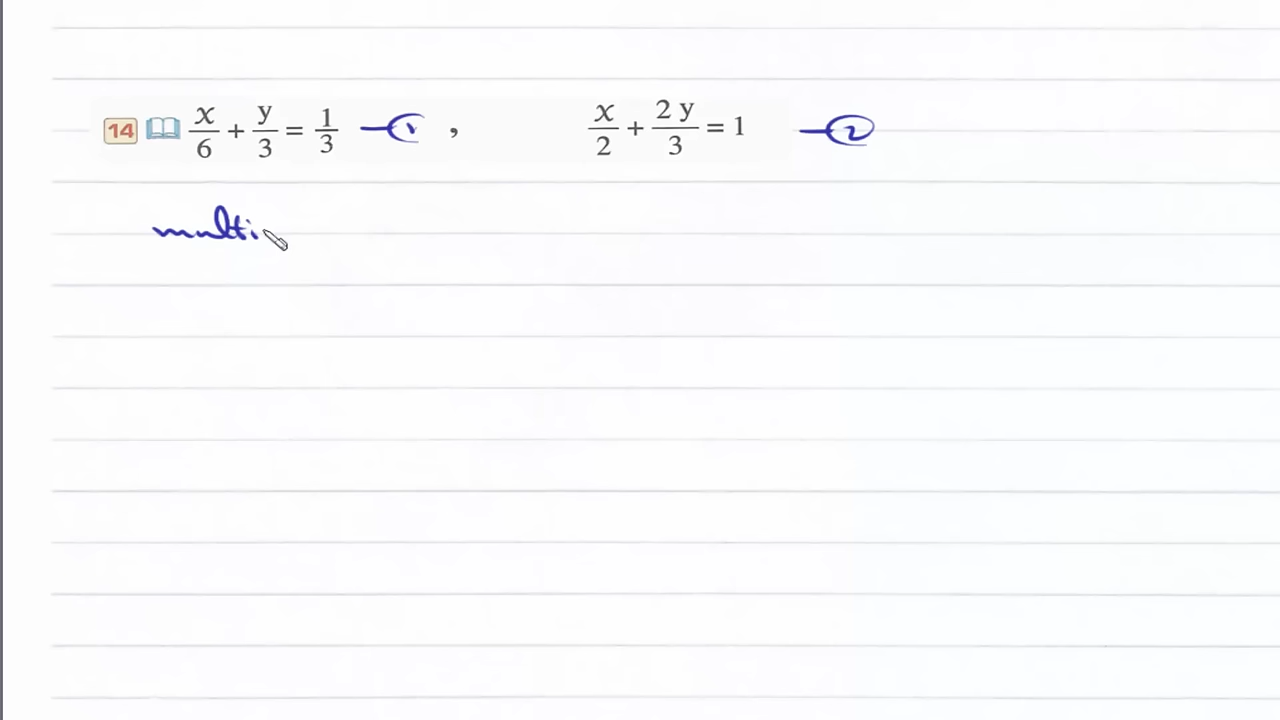 14 x/6 + y/3 = 1/3 —① , x/2 + 2y/3 = 1 —②
multi